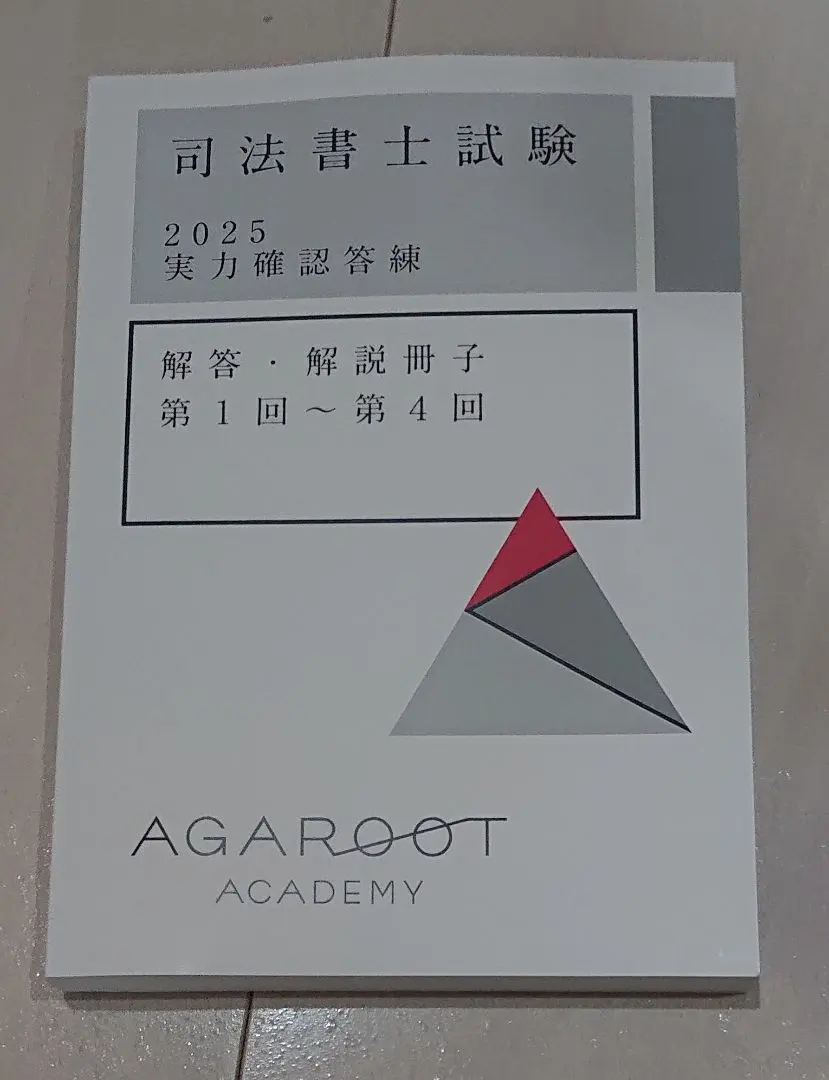 司法書士試験
2025
実力確認答練
解答・解説冊子
第1回～第4回
AGAROOT
ACADEMY